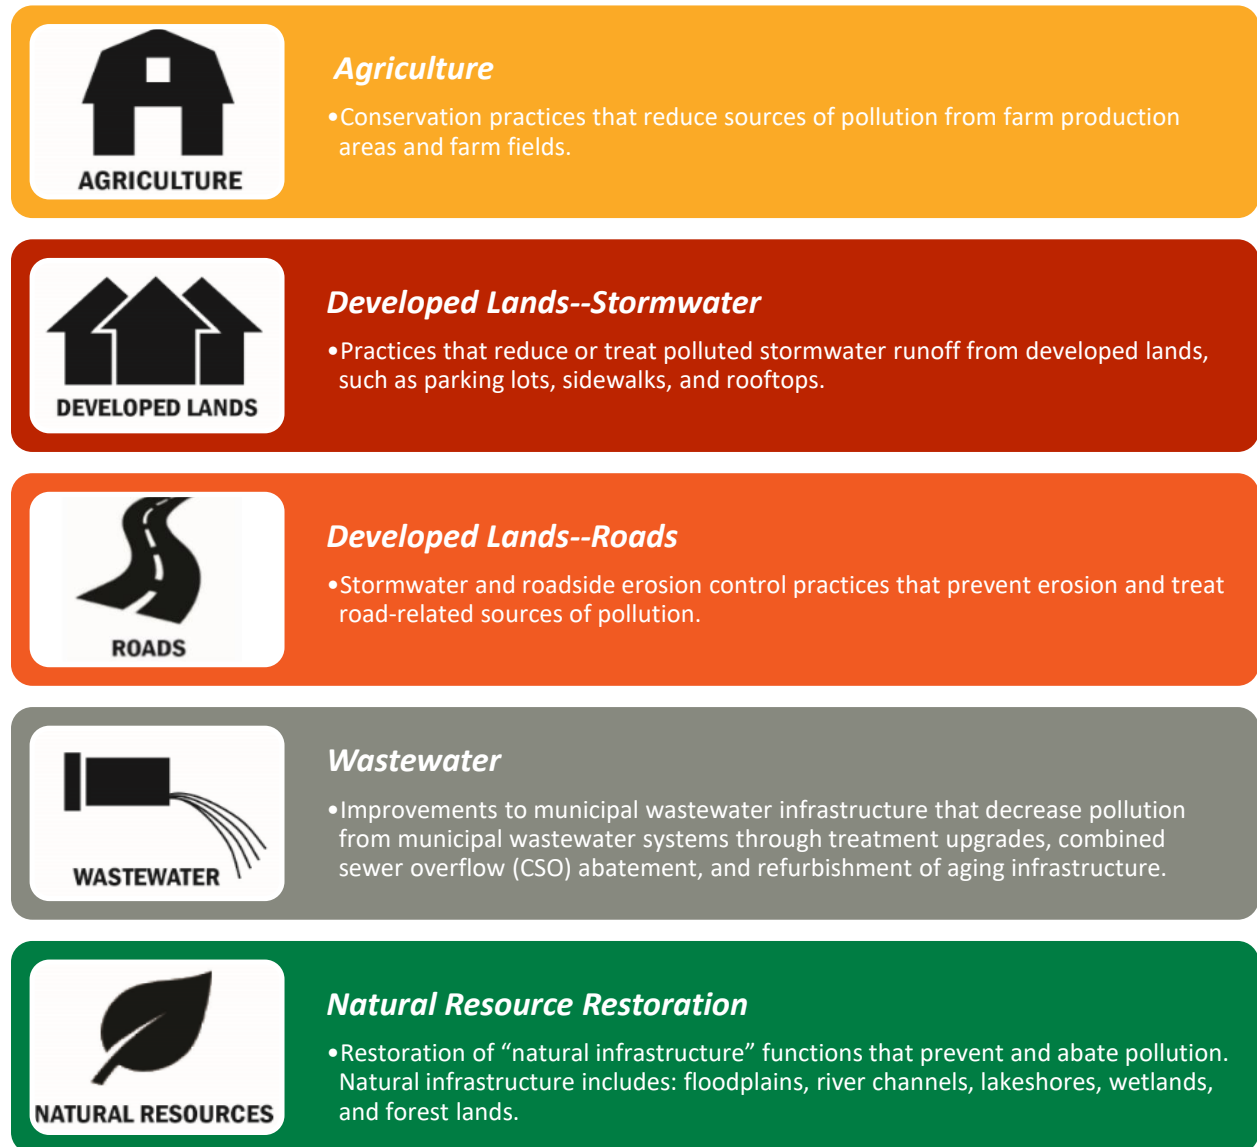 AGRICULTURE
Agriculture
•Conservation practices that reduce sources of pollution from farm production
areas and farm fields.
DEVELOPED LANDS
Developed Lands--Stormwater
•Practices that reduce or treat polluted stormwater runoff from developed lands,
such as parking lots, sidewalks, and rooftops.
ROADS
Developed Lands--Roads
•Stormwater and roadside erosion control practices that prevent erosion and treat
road-related sources of pollution.
WASTEWATER
Wastewater
•Improvements to municipal wastewater infrastructure that decrease pollution
from municipal wastewater systems through treatment upgrades, combined
sewer overflow (CSO) abatement, and refurbishment of aging infrastructure.
NATURAL RESOURCES
Natural Resource Restoration
•Restoration of “natural infrastructure” functions that prevent and abate pollution.
Natural infrastructure includes: floodplains, river channels, lakeshores, wetlands,
and forest lands.